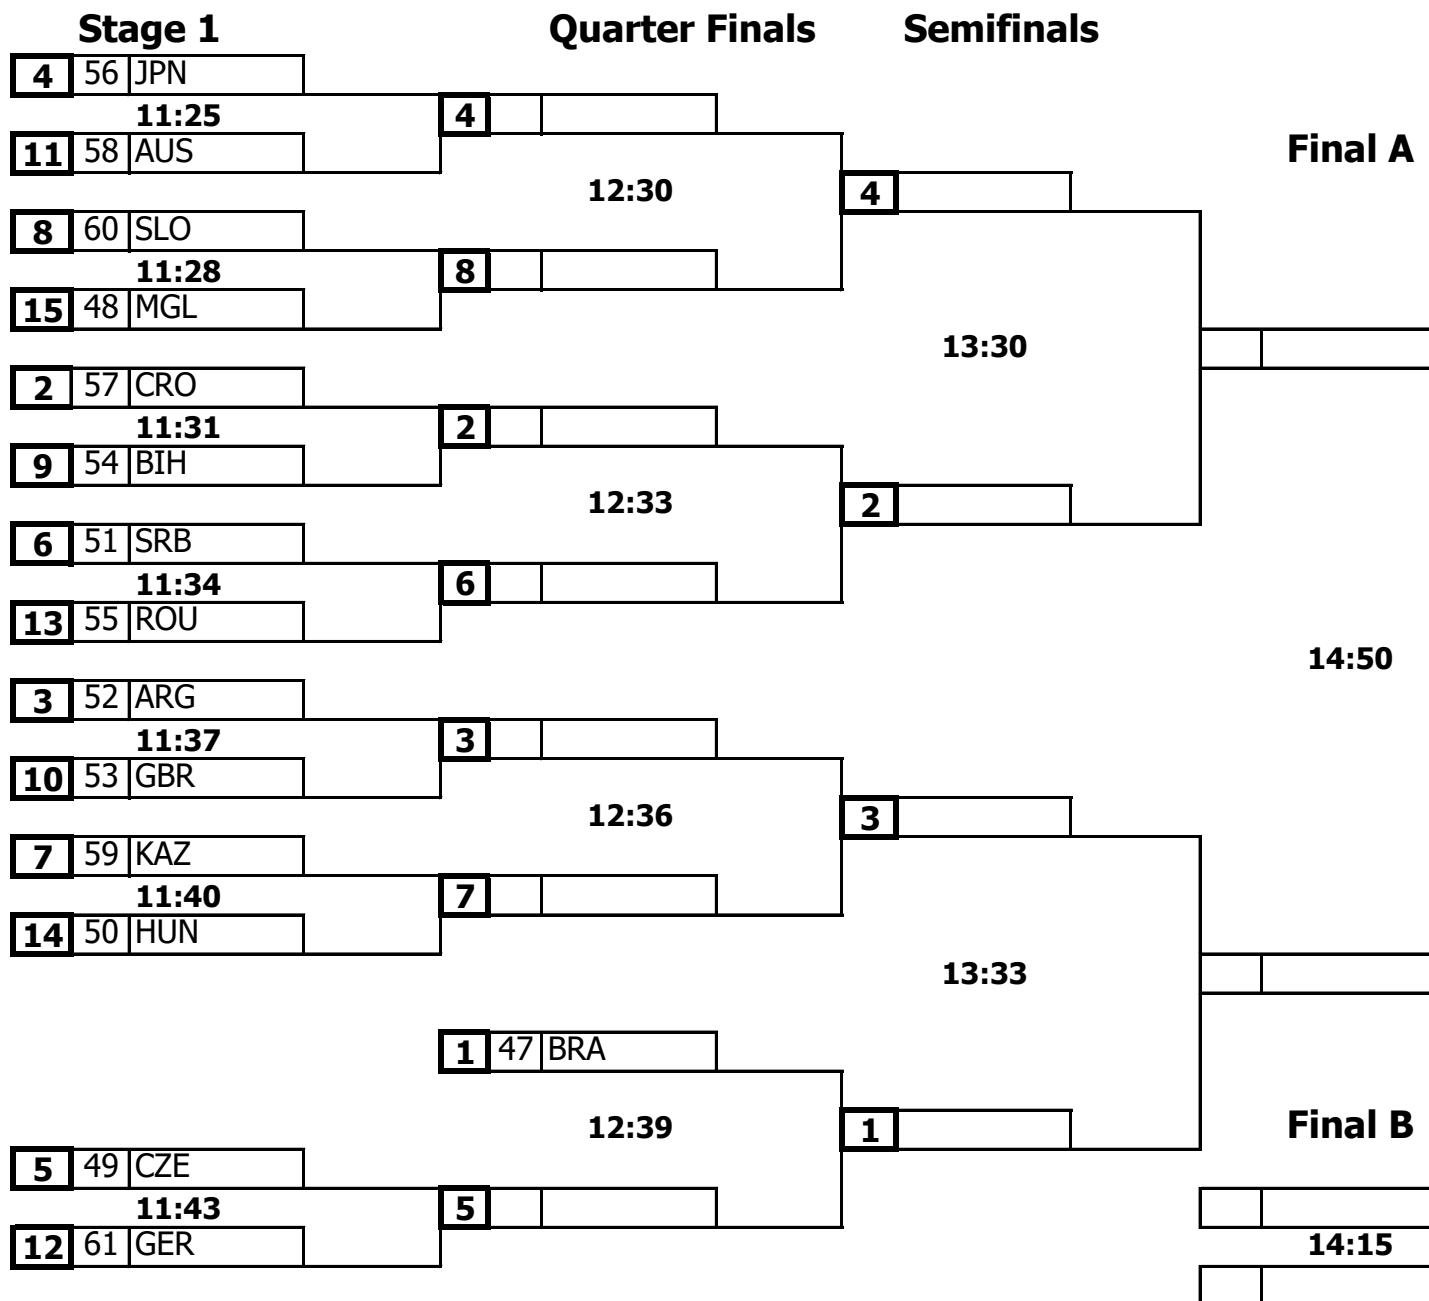 Stage 1 Quarter Finals Semifinals
4 56 JPN
11:25
4
11 58 AUS
Final A
12:30
4
8 60 SLO
11:28
8
15 48 MGL
13:30
2 57 CRO
11:31
2
9 54 BIH
12:33
2
6 51 SRB
11:34
6
13 55 ROU
14:50
3 52 ARG
11:37
3
10 53 GBR
12:36
3
7 59 KAZ
11:40
7
14 50 HUN
13:33
1 47 BRA
12:39
1
Final B
5 49 CZE
11:43
5
12 61 GER
14:15